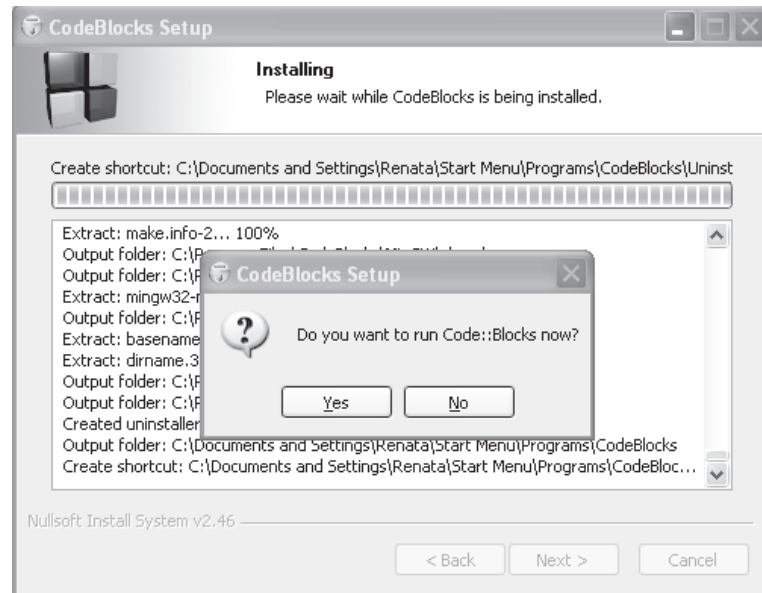 CodeBlocks Setup
Installing
Please wait while CodeBlocks is being installed.
Create shortcut: C:\Documents and Settings\Renata\Start Menu\Programs\CodeBlocks\Uninst
Extract: make.info-2... 100%
Output folder: C:\
Output folder: C:\
Extract:
Output folder: C:\
Extract: basename
Extract: dirname.3
Output folder: C:\
Output folder: C:\
Created uninstaller
Output folder: C:\Documents and Settings\Renata\Start Menu\Programs\CodeBlocks
Create shortcut: C:\Documents and Settings\Renata\Start Menu\Programs\CodeBloc...
CodeBlocks Setup
Do you want to run Code::Blocks now?
Yes
No
Nullsoft Install System v2.46
< Back
Next >
Cancel